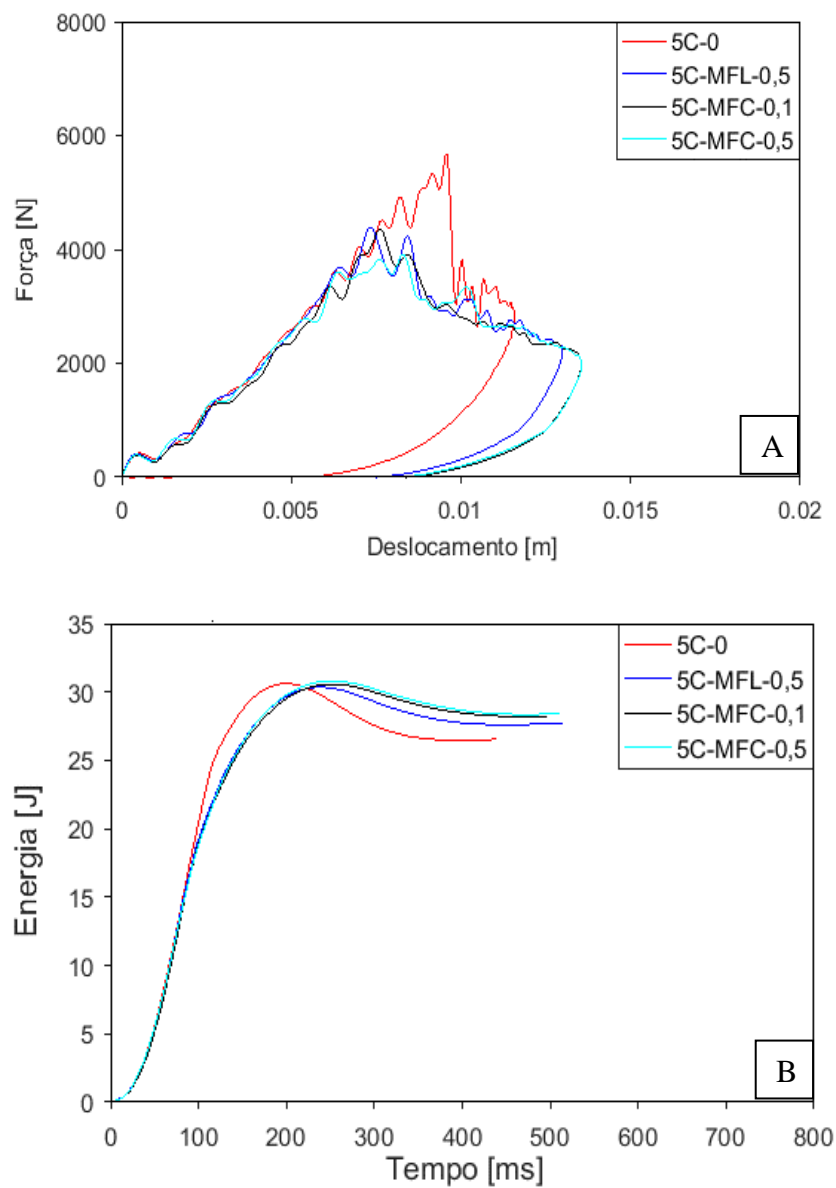 8000
6000
4000
2000
0
Força [N]
5C-0
5C-MFL-0,5
5C-MFC-0,1
5C-MFC-0,5
A
0
0.005
0.01
0.015
0.02
Deslocamento [m]
35
30
25
20
15
10
5
0
Energia [J]
5C-0
5C-MFL-0,5
5C-MFC-0,1
5C-MFC-0,5
B
0
100
200
300
400
500
600
700
800
Tempo [ms]